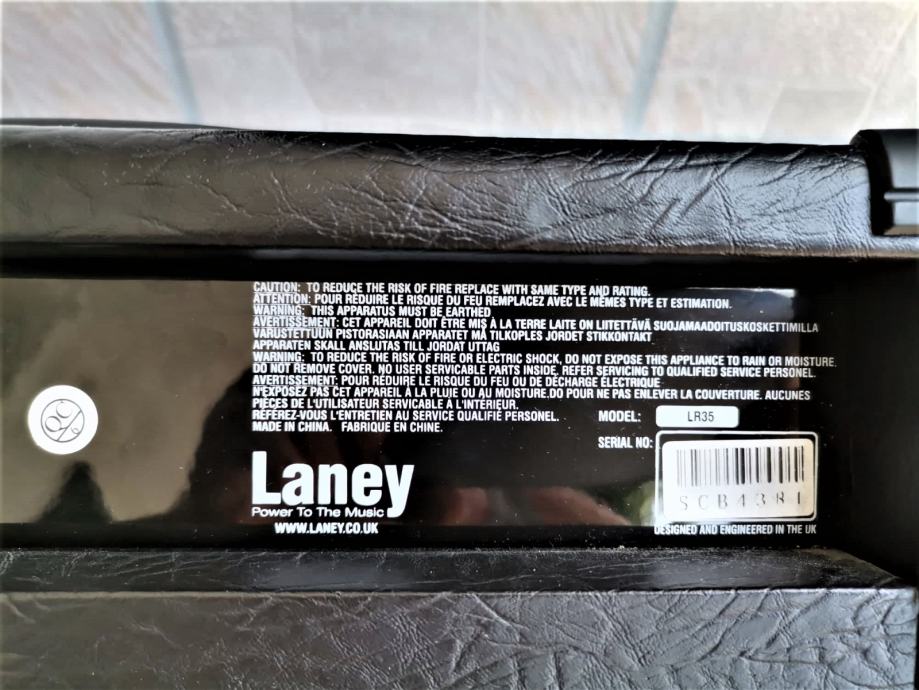 CAUTION: TO REDUCE THE RISK OF FIRE REPLACE WITH SAME TYPE AND RATING.
ATTENTION: POUR RÉDUIRE LE RISQUE DU FEU REMPLACEZ AVEC LE MÊMES TYPE ET ESTIMATION.
WARNING: THIS APPARATUS MUST BE EARTHED
AVERTISSEMENT: CET APPAREIL DOIT ÊTRE MIS À LA TERRE LAITE ON LIITETTÄVÄ SUOJAMAADOITUSKOSKETTIMILLA
VARUSTETTUUN PISTORASIAAN APPARATET MÅ TILKOPLES JORDET STIKKONTAKT
APPARATEN SKALL ANSLUTAS TILL JORDAT UTTAG
WARNING: TO REDUCE THE RISK OF FIRE OR ELECTRIC SHOCK, DO NOT EXPOSE THIS APPLIANCE TO RAIN OR MOISTURE.
DO NOT REMOVE COVER. NO USER SERVICABLE PARTS INSIDE, REFER SERVICING TO QUALIFIED SERVICE PERSONEL.
AVERTISSEMENT: POUR RÉDUIRE LE RISQUE DU FEU OU DE DÉCHARGE ÉLECTRIQUE
N'EXPOSEZ PAS CET APPAREIL A LA PLUIE OU AU MOISTURE.DO POUR NE PAS ENLEVER LA COUVERTURE. AUCUNES
PIÈCES DE L'UTILISATEUR SERVICABLE À L'INTÉRIEUR.
RÉFÉREZ-VOUS L'ENTRETIEN AU SERVICE QUALIFIÉ PERSONEL.
MADE IN CHINA. FABRIQUE EN CHINE.
MODEL: LR35
SERIAL NO:
SCB4381
DESIGNED AND ENGINEERED IN THE UK
Laney
Power To The Music
WWW.LANEY.CO.UK